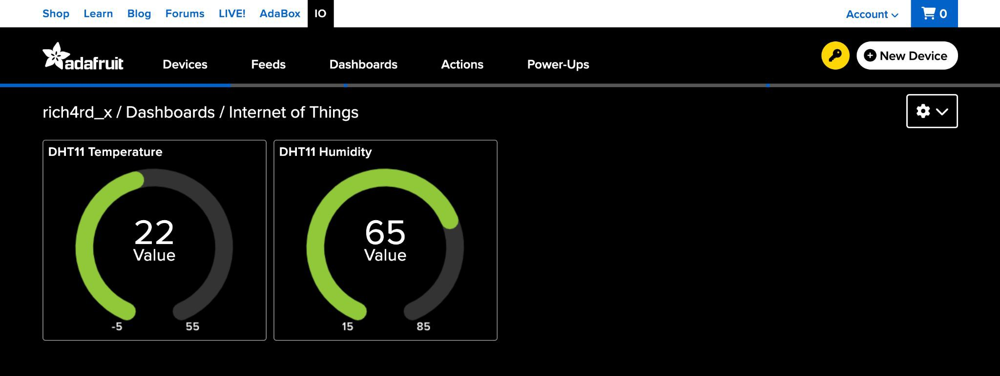 Shop Learn Blog Forums LIVE! AdaBox IO Account 0
adafruit Devices Feeds Dashboards Actions Power-Ups New Device
rich4rd_x / Dashboards / Internet of Things
DHT11 Temperature
22
Value
-5 55
DHT11 Humidity
65
Value
15 85